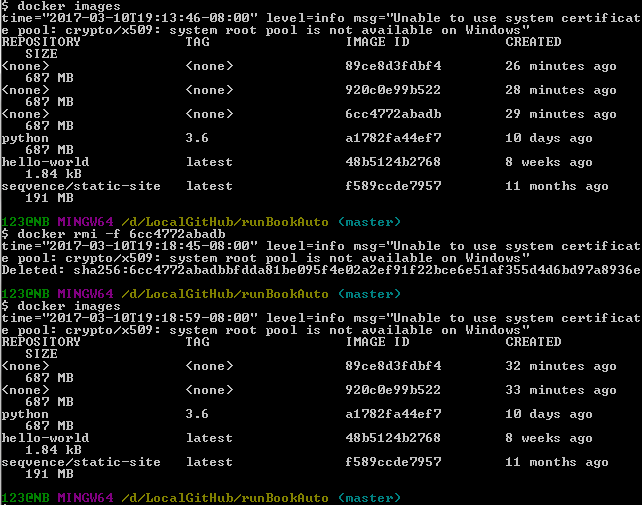 $ docker images
time="2017-03-10T19:13:46-08:00" level=info msg="Unable to use system certificat
e pool: crypto/x509: system root pool is not available on Windows"
REPOSITORY TAG IMAGE ID CREATED
SIZE
<none> <none> 89ce8d3fdbf4 26 minutes ago
687 MB
<none> <none> 920c0e99b522 28 minutes ago
687 MB
<none> <none> 6cc4772abadb 29 minutes ago
687 MB
python 3.6 a1782fa44ef7 10 days ago
687 MB
hello-world latest 48b5124b2768 8 weeks ago
1.84 kB
seqvence/static-site latest f589ccde7957 11 months ago
191 MB
123@NB MINGW64 /d/LocalGitHub/runBookAuto (master)
$ docker rmi -f 6cc4772abadb
time="2017-03-10T19:18:45-08:00" level=info msg="Unable to use system certificat
e pool: crypto/x509: system root pool is not available on Windows"
Deleted: sha256:6cc4772abadbbfdda81be095f4e02a2ef91f22bce6e51af355d4d6bd97a8936e
123@NB MINGW64 /d/LocalGitHub/runBookAuto (master)
$ docker images
time="2017-03-10T19:18:59-08:00" level=info msg="Unable to use system certificat
e pool: crypto/x509: system root pool is not available on Windows"
REPOSITORY TAG IMAGE ID CREATED
SIZE
<none> <none> 89ce8d3fdbf4 32 minutes ago
687 MB
<none> <none> 920c0e99b522 33 minutes ago
687 MB
python 3.6 a1782fa44ef7 10 days ago
687 MB
hello-world latest 48b5124b2768 8 weeks ago
1.84 kB
seqvence/static-site latest f589ccde7957 11 months ago
191 MB
123@NB MINGW64 /d/LocalGitHub/runBookAuto (master)